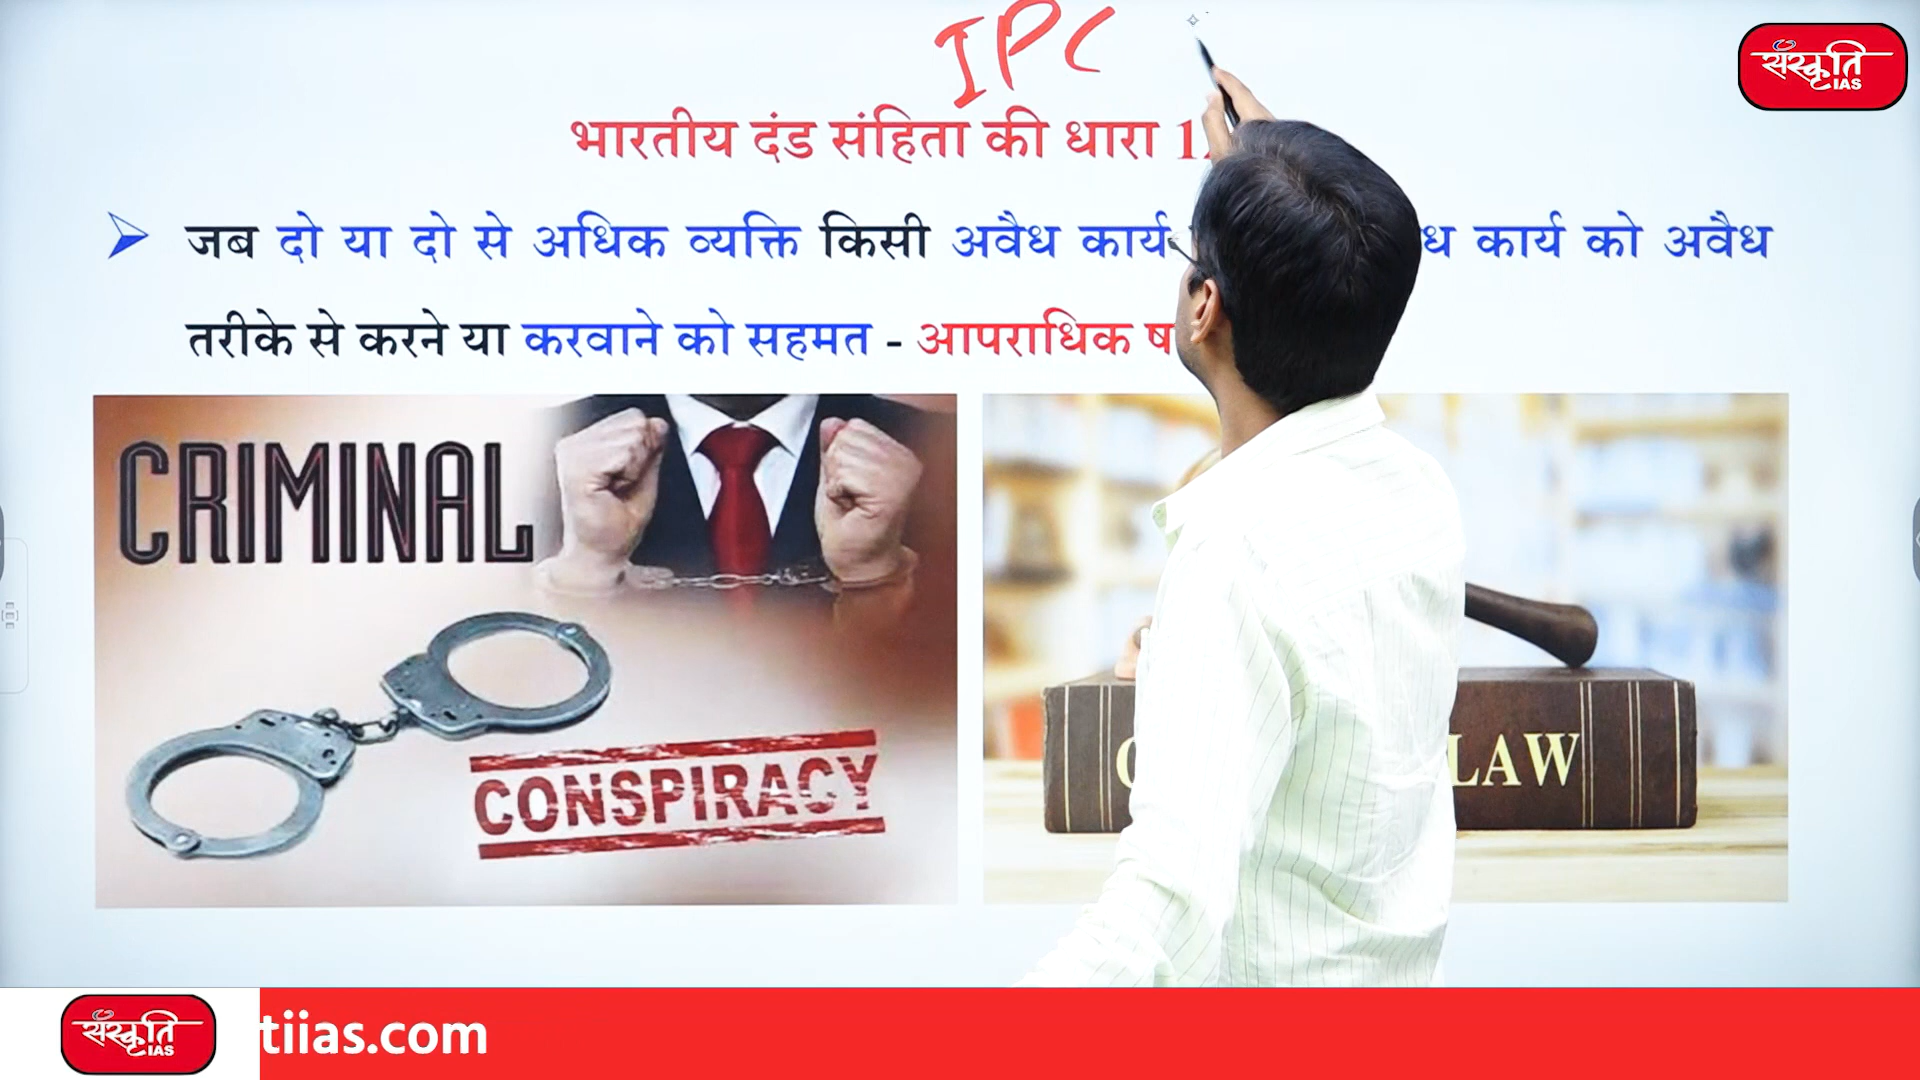 IPC
संस्कृति
IAS
भारतीय दंड संहिता की धारा
जब दो या दो से अधिक व्यक्ति किसी अवैध कार्य कार्य को अवैध
तरीके से करने या करवाने को सहमत - आपराधिक
CRIMINAL
CONSPIRACY
LAW
संस्कृति
IAS
tiias.com